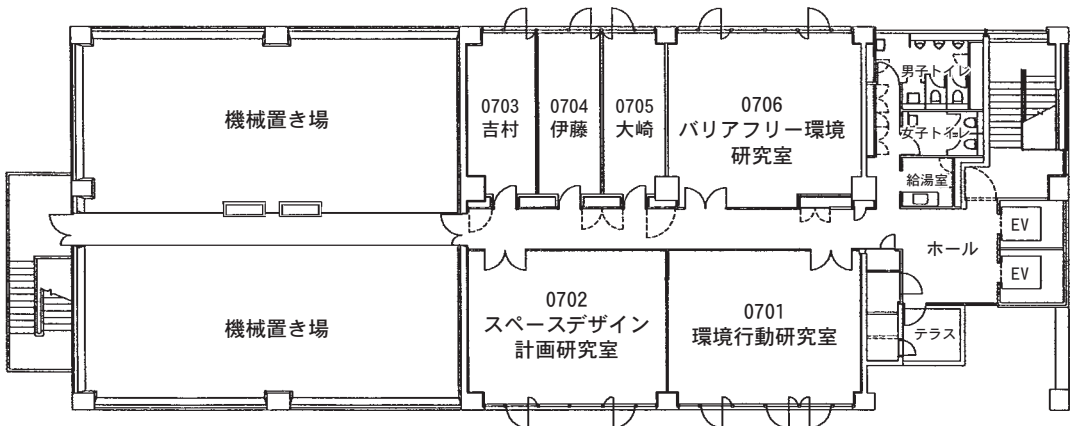 機械置き場
0703
吉村
0704
伊藤
0705
大崎
0706
バリアフリー環境
研究室
男子トイレ
女子トイレ
給湯室
EV
ホール
EV
機械置き場
0702
スペースデザイン
計画研究室
0701
環境行動研究室
テラス